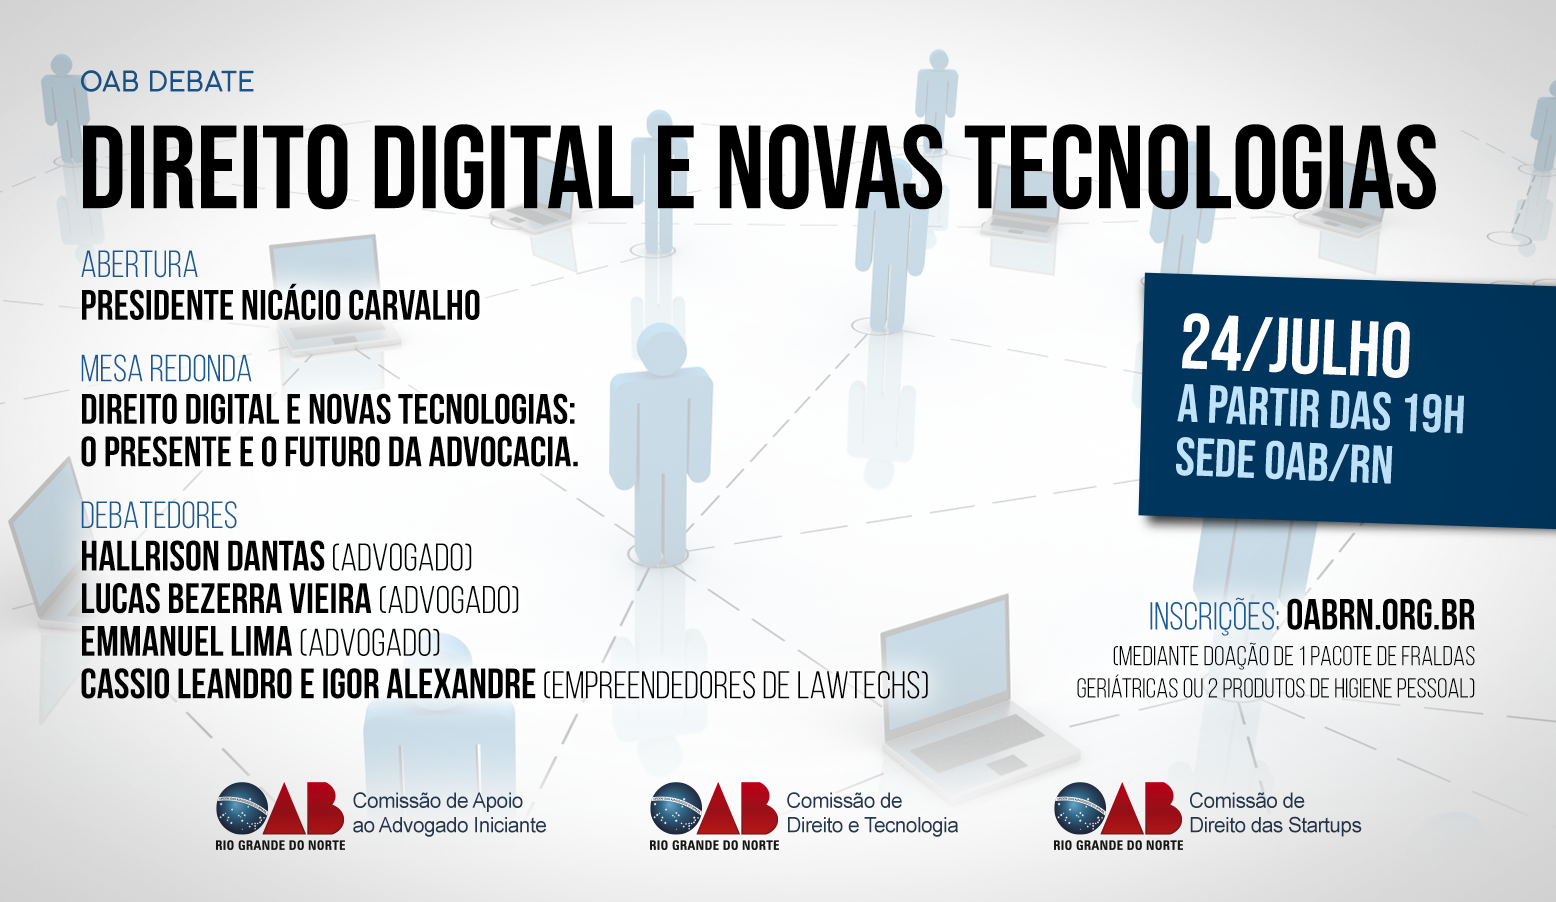 OAB DEBATE
DIREITO DIGITAL E NOVAS TECNOLOGIAS
ABERTURA
PRESIDENTE NICÁCIO CARVALHO
MESA REDONDA
DIREITO DIGITAL E NOVAS TECNOLOGIAS:
O PRESENTE E O FUTURO DA ADVOCACIA.
DEBATEDORES
HALLRISON DANTAS (ADVOGADO)
LUCAS BEZERRA VIEIRA (ADVOGADO)
EMMANUEL LIMA (ADVOGADO)
CASSIO LEANDRO E IGOR ALEXANDRE (EMPREENDEDORES DE LAWTECHS)
24/JULHO
A PARTIR DAS 19H
SEDE OAB/RN
INSCRIÇÕES: OABRN.ORG.BR
(MEDIANTE DOAÇÃO DE 1 PACOTE DE FRALDAS
GERIÁTRICAS OU 2 PRODUTOS DE HIGIENE PESSOAL)
OAB
RIO GRANDE DO NORTE
Comissão de Apoio
ao Advogado Iniciante
OAB
RIO GRANDE DO NORTE
Comissão de
Direito e Tecnologia
OAB
RIO GRANDE DO NORTE
Comissão de
Direito das Startups